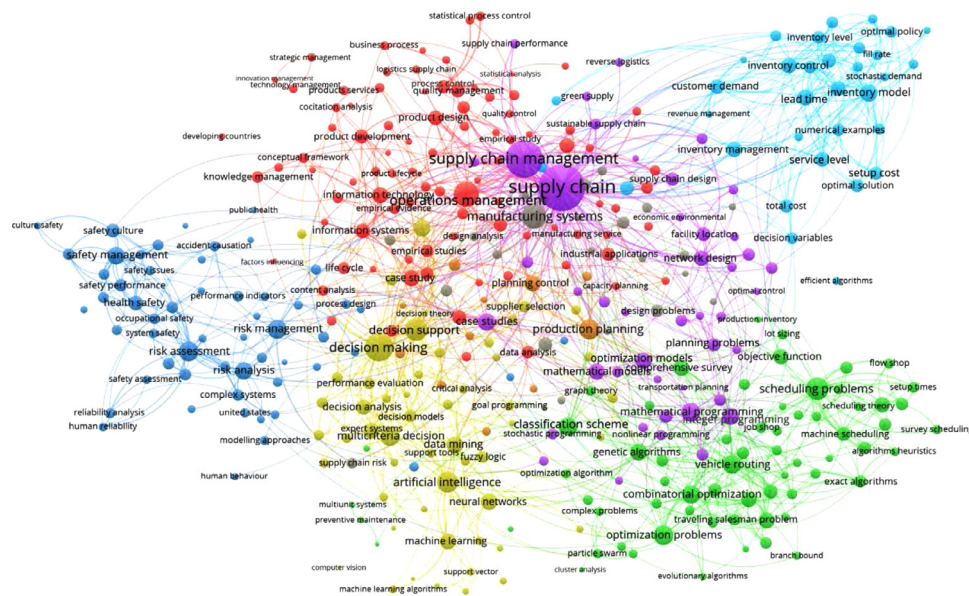 statistical process control
inventory level
optimal policy
business process
supply chain performance
strategic management
logistics supply chain
reverse logistics
inventory control
fill rate
innovation management
technology management
statistical analysis
stochastic demand
process control
products services
quality management
green supply
customer demand
inventory model
cocitation analysis
lead time
product design
quality control
sustainable supply chain
revenue management
developing countries
product development
empirical study
numerical examples
conceptual framework
supply chain management
inventory management
service level
knowledge management
product lifecycle
supply chain design
setup cost
supply chain
optimal solution
information technology
operations management
public health
empirical evidence
manufacturing systems
economic environmental
total cost
culture safety
safety culture
information systems
design analysis
manufacturing service
facility location
decision variables
accident causation
safety management
empirical studies
industrial applications
network design
factors influencing
safety issues
life cycle
case study
planning control
capacity planning
efficient algorithms
safety performance
content analysis
optimal control
health safety
performance indicators
process design
supplier selection
design problems
occupational safety
decision theory
production inventory
system safety
risk management
decision support
case studies
production planning
lot sizing
planning problems
risk assessment
decision making
data analysis
optimization models
objective function
flow shop
risk analysis
mathematical models
comprehensive survey
safety assessment
complex systems
performance evaluation
critical analysis
graph theory
transportation planning
scheduling problems
setup times
reliability analysis
united states
decision analysis
goal programming
mathematical programming
scheduling theory
decision models
human reliability
expert systems
classification scheme
integer programming
job shop
survey scheduling
modelling approaches
multicriteria decision
stochastic programming
nonlinear programming
machine scheduling
data mining
support tools
fuzzy logic
genetic algorithms
algorithms heuristics
supply chain risk
vehicle routing
human behaviour
optimization algorithm
artificial intelligence
exact algorithms
combinatorial optimization
multiunit systems
neural networks
complex problems
preventive maintenance
traveling salesman problem
optimization problems
machine learning
particle swarm
branch bound
computer vision
support vector
cluster analysis
evolutionary algorithms
machine learning algorithms